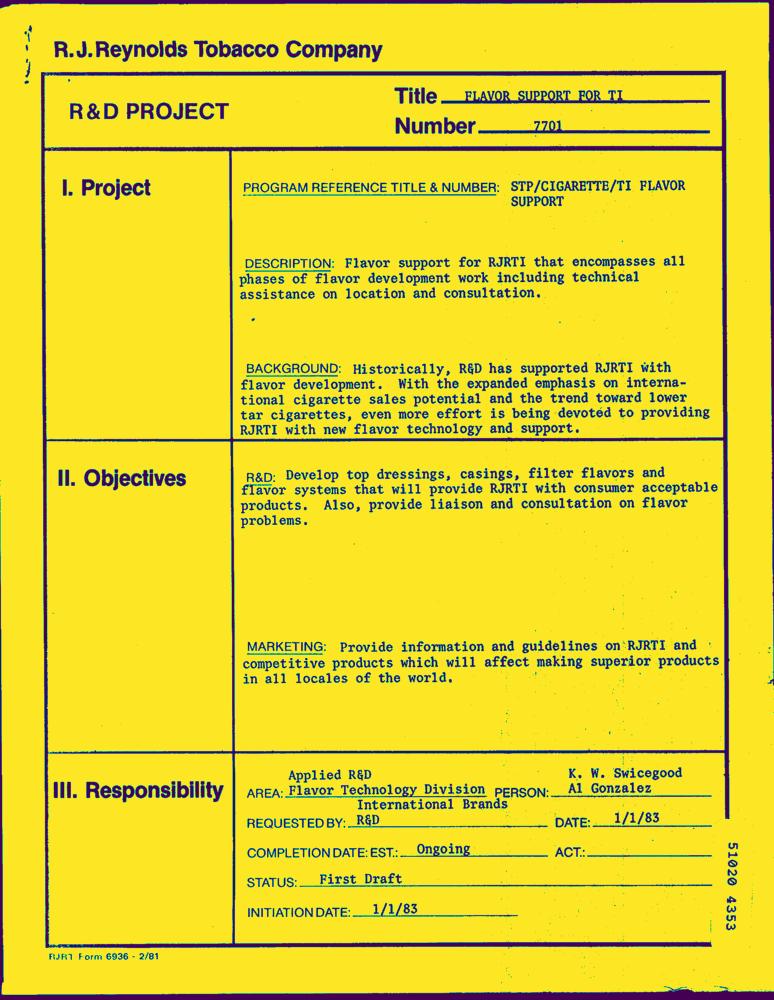 R.J.Reynolds Tobacco Company
R&D PROJECT
Title FLAVOR SUPPORT FOR TI
Number 7701
I. Project
PROGRAM REFERENCE TITLE & NUMBER: STP/CIGARETTE/TI FLAVOR
SUPPORT
DESCRIPTION: Flavor support for RJRTI that encompasses all
phases of flavor development work including technical
assistance on location and consultation.
BACKGROUND: Historically, R&D has supported RJRTI with
flavor development. With the expanded emphasis on interna-
tional cigarette sales potential and the trend toward lower
tar cigarettes, even more effort is being devoted to providing
RJRTI with new flavor technology and support.
II. Objectives
R&D: Develop top dressings, casings, filter flavors and
flavor systems that will provide RJRTI with consumer acceptable
products. Also, provide liaison and consultation on flavor
problems.
MARKETING: Provide information and guidelines on RJRTI and
competitive products which will affect making superior products
in all locales of the world.
III. Responsibility
Applied R&D K. W. Swicegood
AREA: Flavor Technology Division PERSON: Al Gonzalez
International Brands
REQUESTED BY: R&D DATE: 1/1/83
COMPLETION DATE: EST.: Ongoing ACT.:
STATUS: First Draft
INITIATION DATE: 1/1/83
51020 4353
RJRT Form 6936 - 2/81